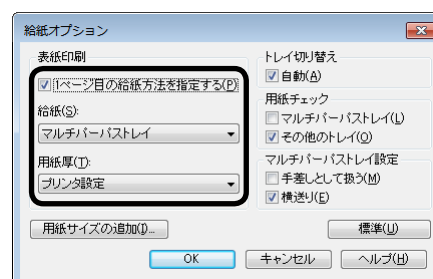 給紙オプション
表紙印刷
1ページ目の給紙方法を指定する(P)
給紙(S):
マルチパーパストレイ
用紙厚(T):
プリンタ設定
トレイ切り替え
自動(A)
用紙チェック
マルチパーパストレイ(L)
その他のトレイ(O)
マルチパーパストレイ設定
手差しとして扱う(M)
横送り(E)
用紙サイズの追加(I)...
標準(U)
OK
キャンセル
ヘルプ(H)